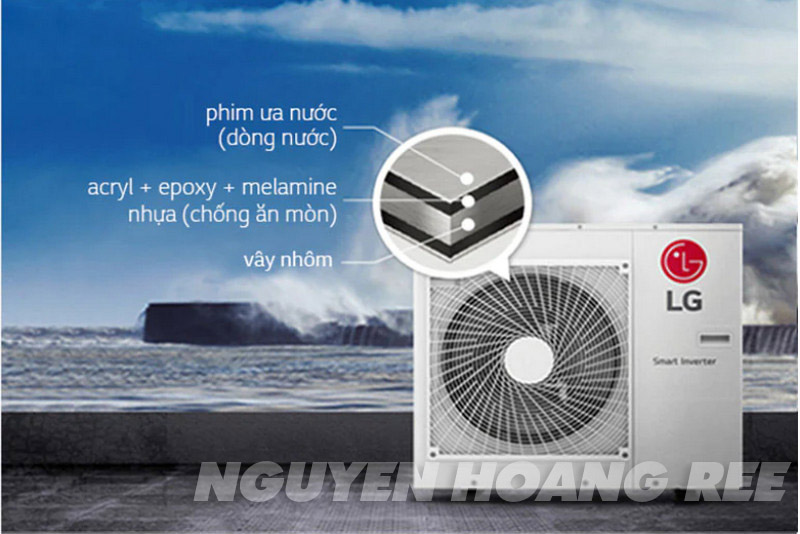 phim ưa nước
(dòng nước)
acryl + epoxy + melamine
nhựa (chống ăn mòn)
vây nhôm
LG
Smart Inverter
NGUYEN HOANG REE